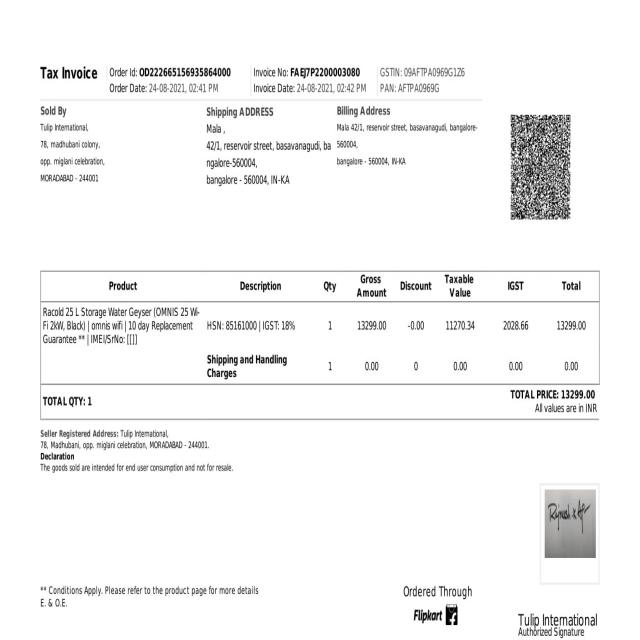 Tax Invoice
Order Id: OD222665156935864000
Order Date: 24-08-2021, 02:41 PM
Invoice No: FAEJ7P2200003080
Invoice Date: 24-08-2021, 02:42 PM
GSTIN: 09AFTPA0969G1Z6
PAN: AFTPA0969G
Sold By
Tulip International,
78, madhubani colony,
opp. miglani celebration,
MORADABAD - 244001
Shipping ADDRESS
Mala ,
42/1, reservoir street, basavanagudi, ba
ngalore-560004,
bangalore - 560004, IN-KA
Billing Address
Mala 42/1, reservoir street, basavanagudi, bangalore-
560004,
bangalore - 560004, IN-KA
Product Description Qty Gross Amount Discount Taxable Value IGST Total
Racold 25 L Storage Water Geyser (OMNIS 25 Wi-
Fi 2kW, Black) | omnis wifi | 10 day Replacement
Guarantee ** | IMEI/SrNo: [[]]
HSN: 85161000 | IGST: 18% 1 13299.00 -0.00 11270.34 2028.66 13299.00
Shipping and Handling
Charges
1 0.00 0 0.00 0.00 0.00
TOTAL QTY: 1
TOTAL PRICE: 13299.00
All values are in INR
Seller Registered Address: Tulip International,
78, Madhubani, opp. miglani celebration, MORADABAD - 244001.
Declaration
The goods sold are intended for end user consumption and not for resale.
** Conditions Apply. Please refer to the product page for more details
E. & O.E.
Ordered Through
Flipkart
Tulip International
Authorized Signature